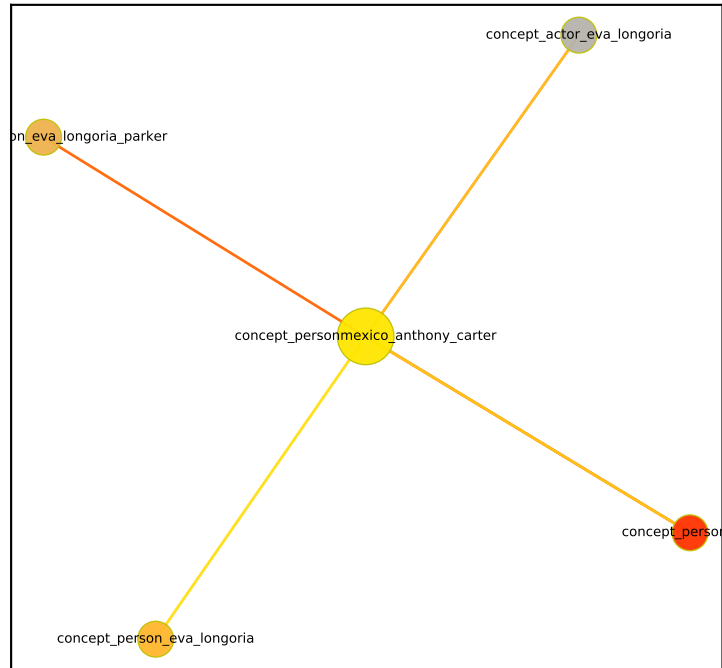 concept_actor_eva_longoria
on_eva_longoria_parker
concept_personmexico_anthony_carter
concept_person
concept_person_eva_longoria